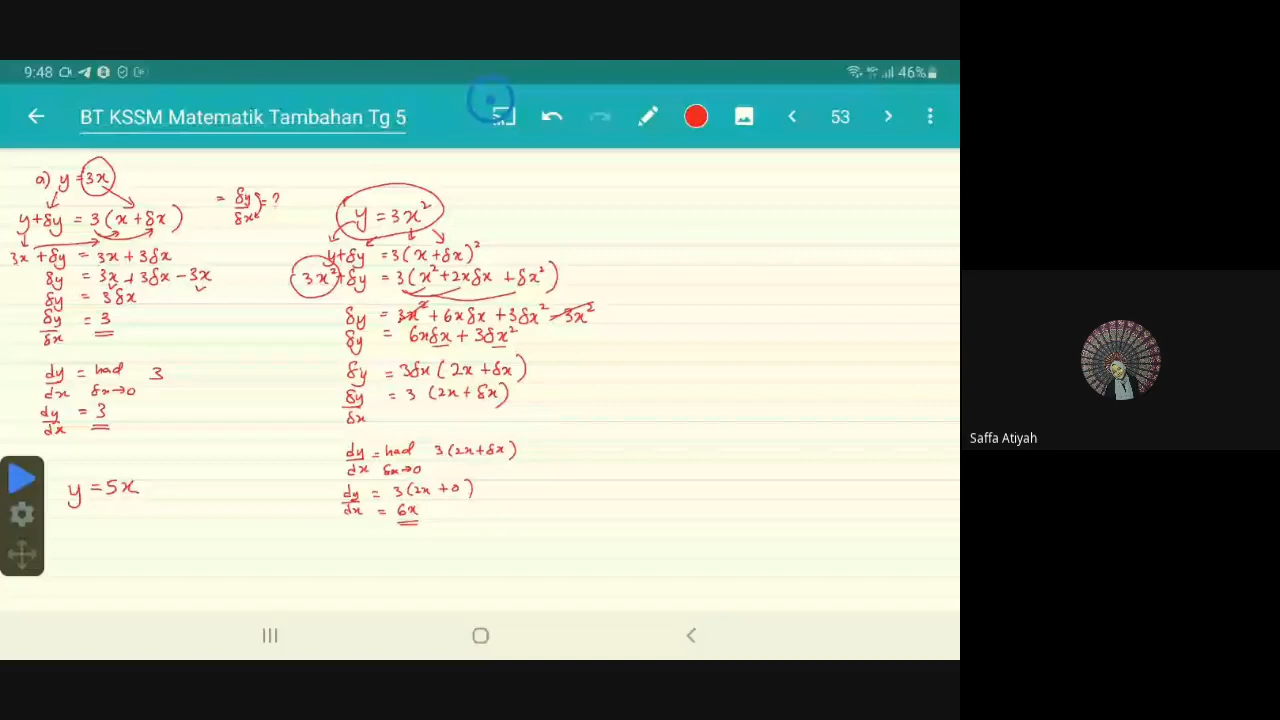 9:48
46%
BT KSSM Matematik Tambahan Tg 5
53
a) y = 3x
y+δy = 3(x+δx)
3x+δy = 3x+3δx
δy = 3x+3δx-3x
δy = 3δx
δy/δx = 3
dy/dx = had δx→0 3
dy/dx = 3
y = 5x
= δy/δx = ?
y = 3x²
y+δy = 3(x+δx)²
3x²+δy = 3(x²+2xδx+δx²)
δy = 3x²+6xδx+3δx²-3x²
δy = 6xδx+3δx²
δy = 3δx(2x+δx)
δy/δx = 3(2x+δx)
dy/dx = had δx→0 3(2x+δx)
dy/dx = 3(2x+0)
dy/dx = 6x
Saffa Atiyah